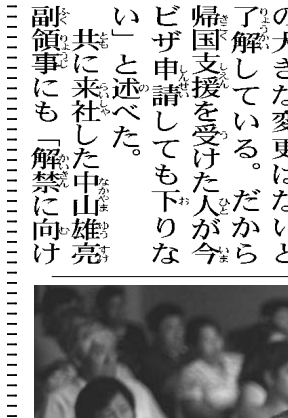 の大きな変更はないと
了解している。だから
帰国支援を受けた人が今
ビザ申請しても下りな
い」と述べた。
共に来社した中山雄亮
副領事にも「解禁に向け